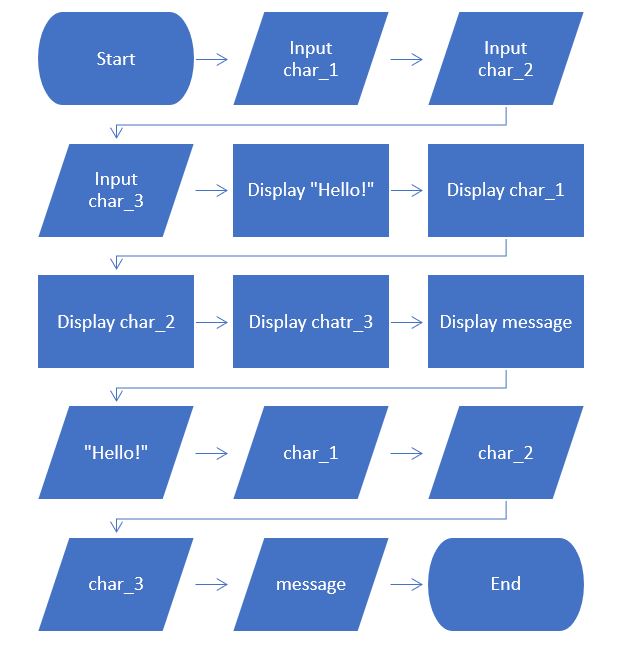 Start
Input
char_1
Input
char_2
Input
char_3
Display "Hello!"
Display char_1
Display char_2
Display chatr_3
Display message
"Hello!"
char_1
char_2
char_3
message
End